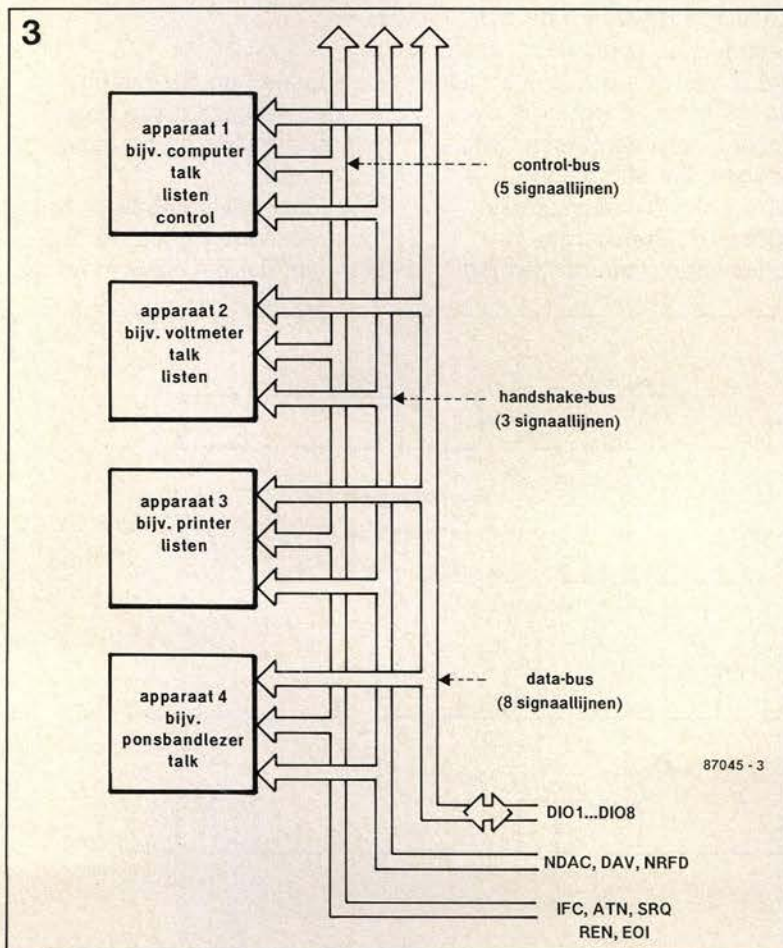 3
apparaat 1
bijv. computer
talk
listen
control
control-bus
(5 signaallijnen)
apparaat 2
bijv. voltmeter
talk
listen
handshake-bus
(3 signaallijnen)
apparaat 3
bijv. printer
listen
apparaat 4
bijv.
ponsbandlezer
talk
data-bus
(8 signaallijnen)
87045 - 3
DIO1...DIO8
NDAC, DAV, NRFD
IFC, ATN, SRQ
REN, EOI